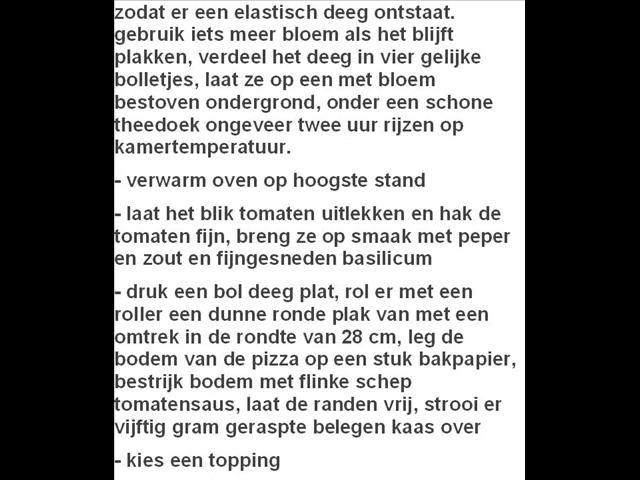 zodat er een elastisch deeg ontstaat.
gebruik iets meer bloem als het blijft
plakken, verdeel het deeg in vier gelijke
bolletjes, laat ze op een met bloem
bestoven ondergrond, onder een schone
theedoek ongeveer twee uur rijzen op
kamertemperatuur.
- verwarm oven op hoogste stand
- laat het blik tomaten uitlekken en hak de
tomaten fijn, breng ze op smaak met peper
en zout en fijngesneden basilicum
- druk een bol deeg plat, rol er met een
roller een dunne ronde plak van met een
omtrek in de rondte van 28 cm, leg de
bodem van de pizza op een stuk bakpapier,
bestrijk bodem met flinke schep
tomatensaus, laat de randen vrij, strooi er
vijftig gram geraspte belegen kaas over
- kies een topping